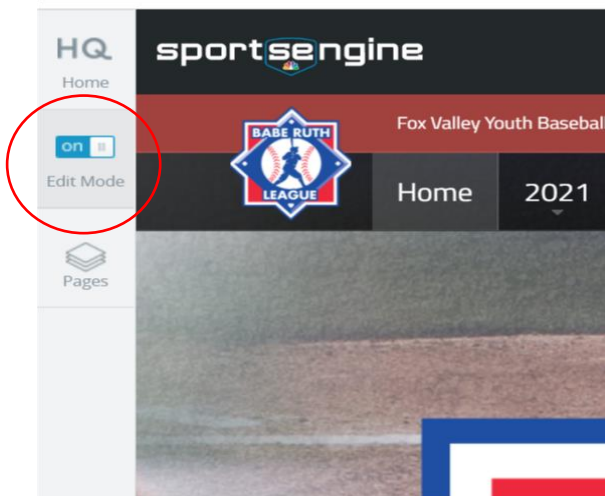 HQ
Home
on
Edit Mode
Pages
sportsengine
BABE RUTH
LEAGUE
Fox Valley Youth Baseball
Home
2021